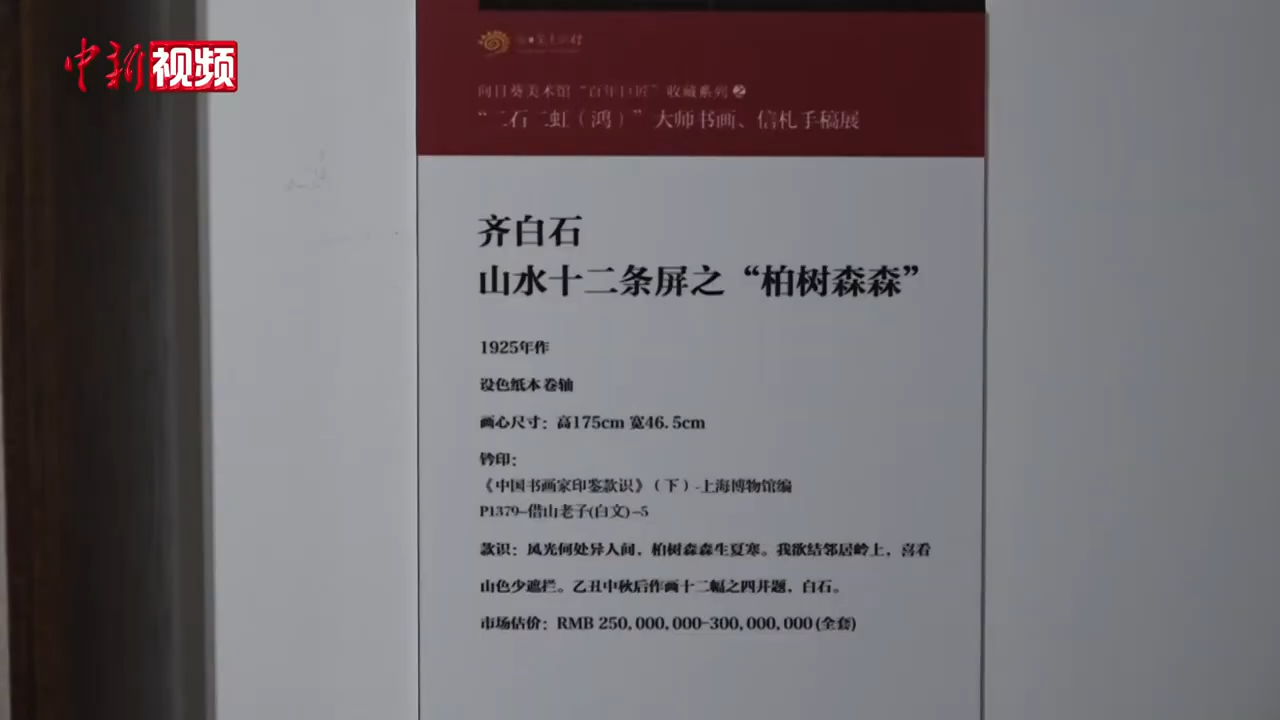 中新视频
向日葵美术馆“百年巨匠”收藏系列之
“二石二虹（鸿）”大师书画、信札手稿展
齐白石
山水十二条屏之“柏树森森”
1925年作
设色纸本 卷轴
画心尺寸：高175cm 宽46.5cm
钤印：
《中国书画家印鉴款识》（下）-上海博物馆编
P1379-借山老子(白文)-5
款识：风光何处异人间，柏树森森生夏寒。我欲结邻居岭上，喜看
山色少遮拦。乙丑中秋后作画十二幅之四并题，白石。
市场估价：RMB 250,000,000-300,000,000(全套)